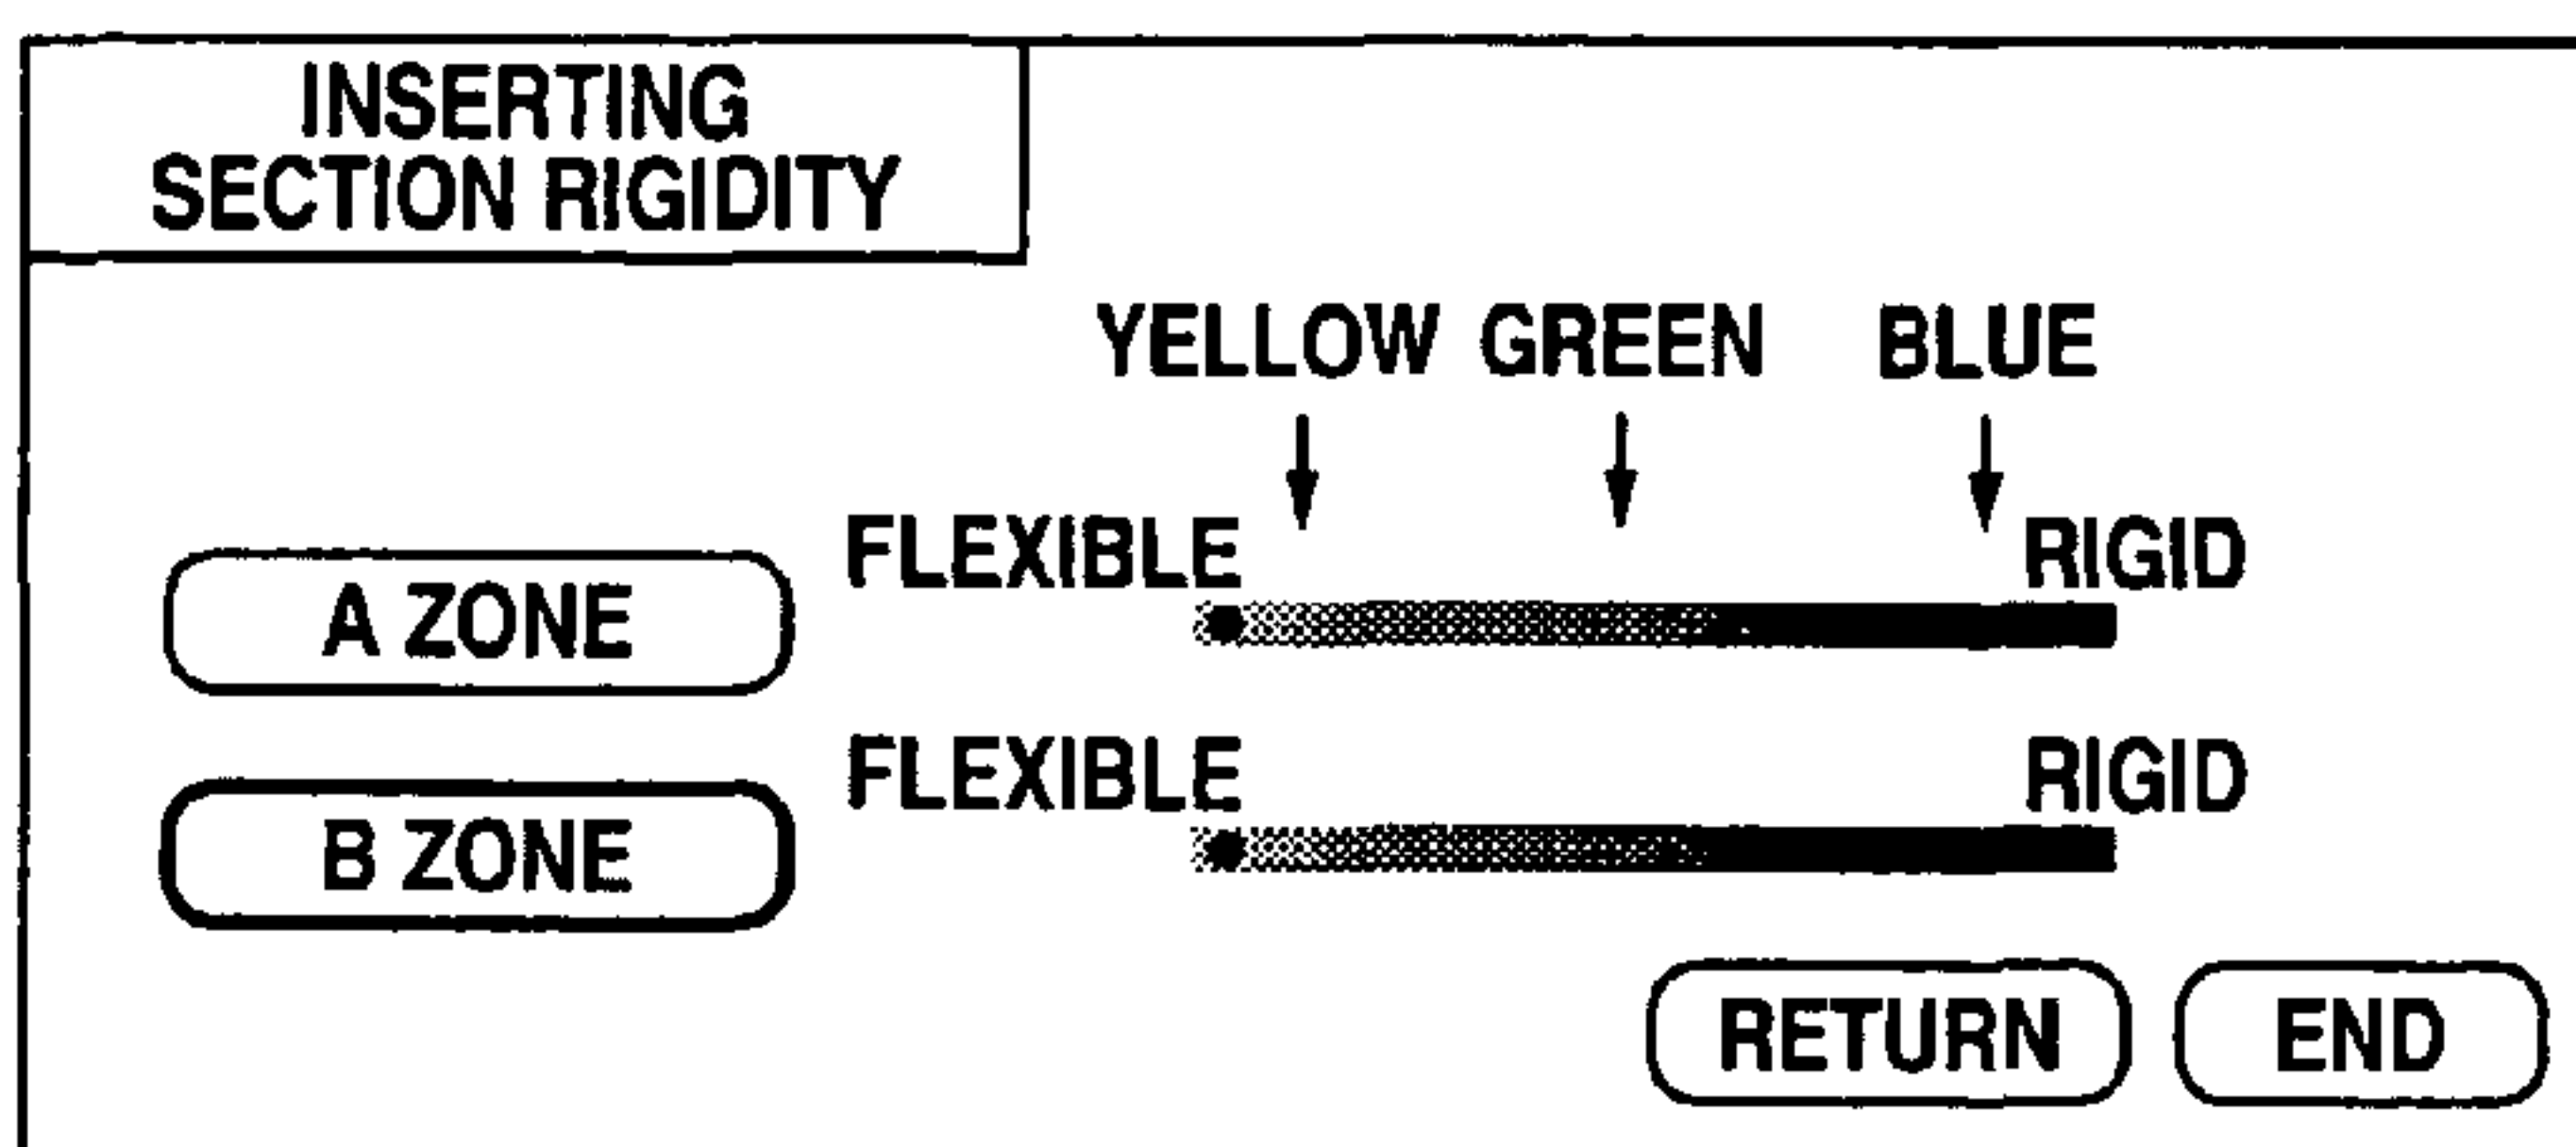 INSERTING
SECTION RIGIDITY
YELLOW GREEN BLUE
FLEXIBLE RIGID
A ZONE
FLEXIBLE RIGID
B ZONE
RETURN END